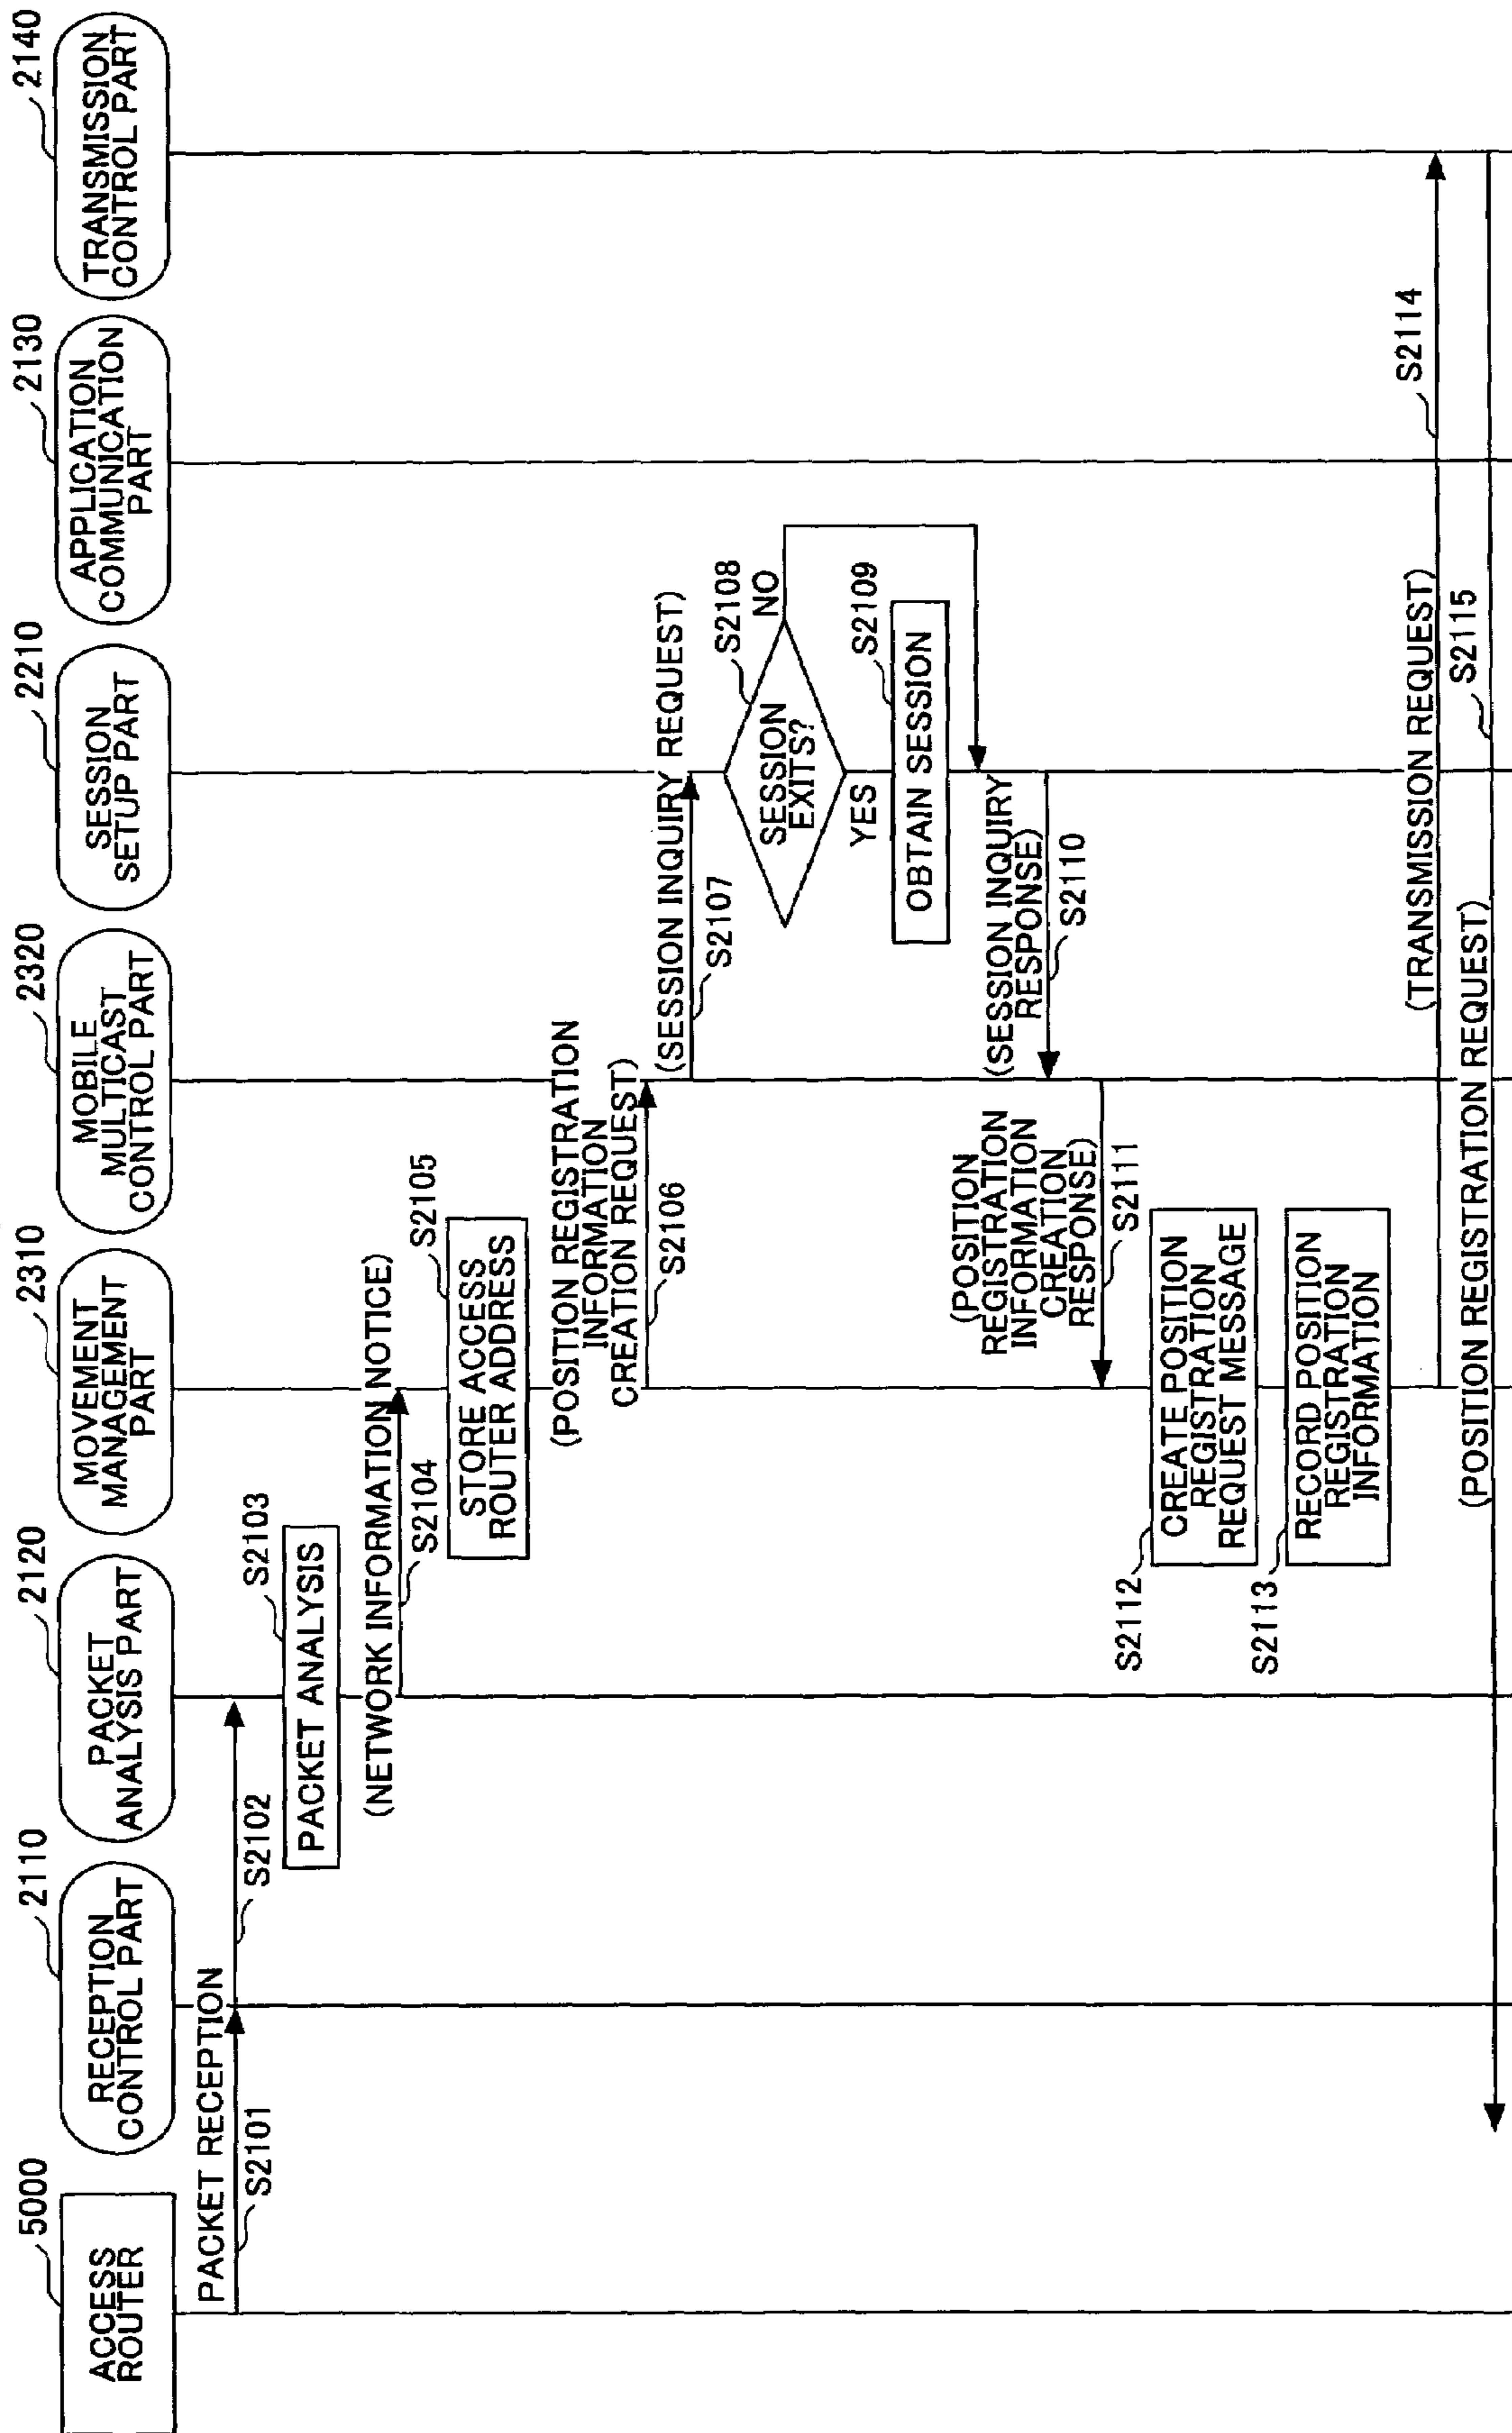 5000
ACCESS
ROUTER
2110
RECEPTION
CONTROL PART
2120
PACKET
ANALYSIS PART
2310
MOVEMENT
MANAGEMENT
PART
2320
MOBILE
MULTICAST
CONTROL PART
2210
SESSION
SETUP PART
2130
APPLICATION
COMMUNICATION
PART
2140
TRANSMISSION
CONTROL PART
PACKET RECEPTION
S2101
S2102
S2103
PACKET ANALYSIS
(NETWORK INFORMATION NOTICE)
S2104
S2105
STORE ACCESS
ROUTER ADDRESS
(POSITION REGISTRATION
INFORMATION
CREATION REQUEST)
S2106
(SESSION INQUIRY REQUEST)
S2107
S2108
SESSION
EXITS?
NO
YES
S2109
OBTAIN SESSION
(SESSION INQUIRY
RESPONSE)
S2110
(POSITION
REGISTRATION
INFORMATION
CREATION
RESPONSE)
S2111
S2112
CREATE POSITION
REGISTRATION
REQUEST MESSAGE
S2113
RECORD POSITION
REGISTRATION
INFORMATION
(TRANSMISSION REQUEST)
S2114
(POSITION REGISTRATION REQUEST)
S2115